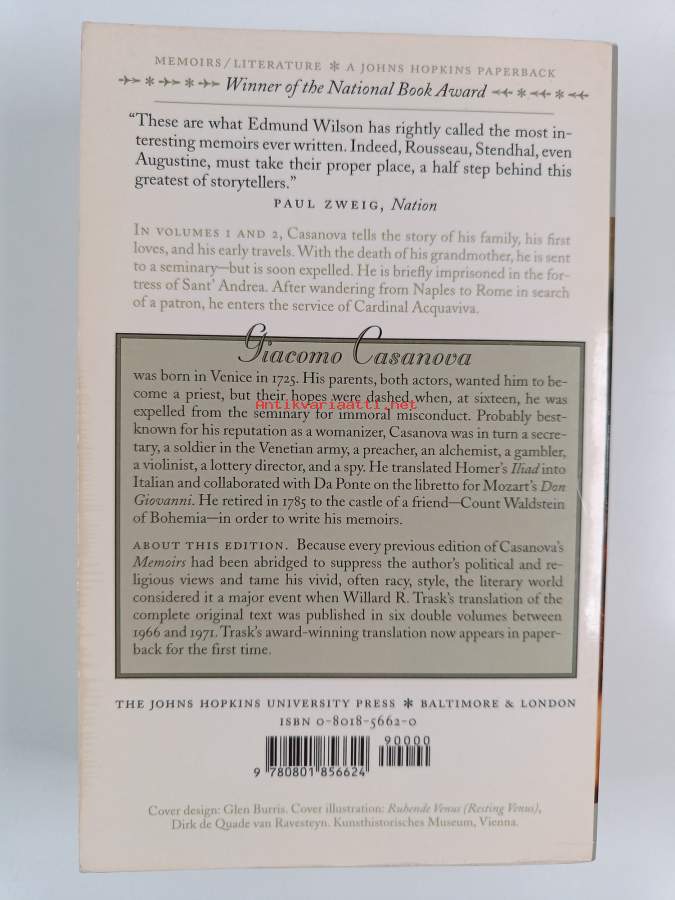 MEMOIRS/LITERATURE * A JOHNS HOPKINS PAPERBACK
Winner of the National Book Award
“These are what Edmund Wilson has rightly called the most in-
teresting memoirs ever written. Indeed, Rousseau, Stendhal, even
Augustine, must take their proper place, a half step behind this
greatest of storytellers.”
PAUL ZWEIG, Nation
IN VOLUMES 1 AND 2, Casanova tells the story of his family, his first
loves, and his early travels. With the death of his grandmother, he is sent
to a seminary—but is soon expelled. He is briefly imprisoned in the for-
tress of Sant' Andrea. After wandering from Naples to Rome in search
of a patron, he enters the service of Cardinal Acquaviva.
Giacomo Casanova
was born in Venice in 1725. His parents, both actors, wanted him to be-
come a priest, but their hopes were dashed when, at sixteen, he was
Antikvariaatti.net
expelled from the seminary for immoral misconduct. Probably best-
known for his reputation as a womanizer, Casanova was in turn a secre-
tary, a soldier in the Venetian army, a preacher, an alchemist, a gambler,
a violinist, a lottery director, and a spy. He translated Homer's Iliad into
Italian and collaborated with Da Ponte on the libretto for Mozart's Don
Giovanni. He retired in 1785 to the castle of a friend—Count Waldstein
of Bohemia—in order to write his memoirs.
ABOUT THIS EDITION. Because every previous edition of Casanova's
Memoirs had been abridged to suppress the author's political and re-
ligious views and tame his vivid, often racy, style, the literary world
considered it a major event when Willard R. Trask's translation of the
complete original text was published in six double volumes between
1966 and 1971. Trask's award-winning translation now appears in paper-
back for the first time.
THE JOHNS HOPKINS UNIVERSITY PRESS * BALTIMORE & LONDON
ISBN 0-8018-5662-0
90000
9 780801 856624
Cover design: Glen Burris. Cover illustration: Ruhende Venus (Resting Venus),
Dirk de Quade van Ravesteyn. Kunsthistorisches Museum, Vienna.